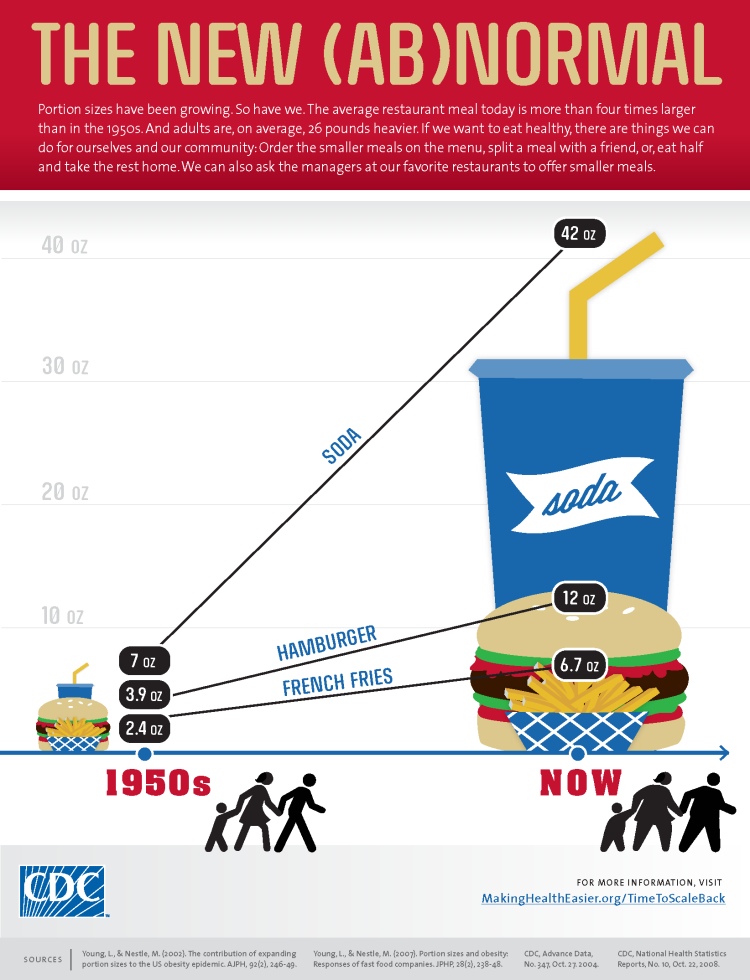 THE NEW (AB)NORMAL
Portion sizes have been growing. So have we. The average restaurant meal today is more than four times larger
than in the 1950s. And adults are, on average, 26 pounds heavier. If we want to eat healthy, there are things we can
do for ourselves and our community: Order the smaller meals on the menu, split a meal with a friend, or, eat half
and take the rest home. We can also ask the managers at our favorite restaurants to offer smaller meals.
42 OZ
40 OZ
30 OZ
SODA
20 OZ
soda
12 OZ
10 OZ
HAMBURGER
7 OZ
6.7 OZ
FRENCH FRIES
3.9 OZ
2.4 OZ
1950s
NOW
CDC
FOR MORE INFORMATION, VISIT
MakingHealthEasier.org/TimeToScaleBack
SOURCES
Young, L., & Nestle, M. (2002). The contribution of expanding
portion sizes to the US obesity epidemic. AJPH, 92(2), 246-49.
Young, L., & Nestle, M. (2007). Portion sizes and obesity:
Responses of fast food companies. JPHP, 28(2), 238-48.
CDC, Advance Data,
No. 347, Oct. 27. 2004.
CDC, National Health Statistics
Reports, No. 10, Oct. 22, 2008.